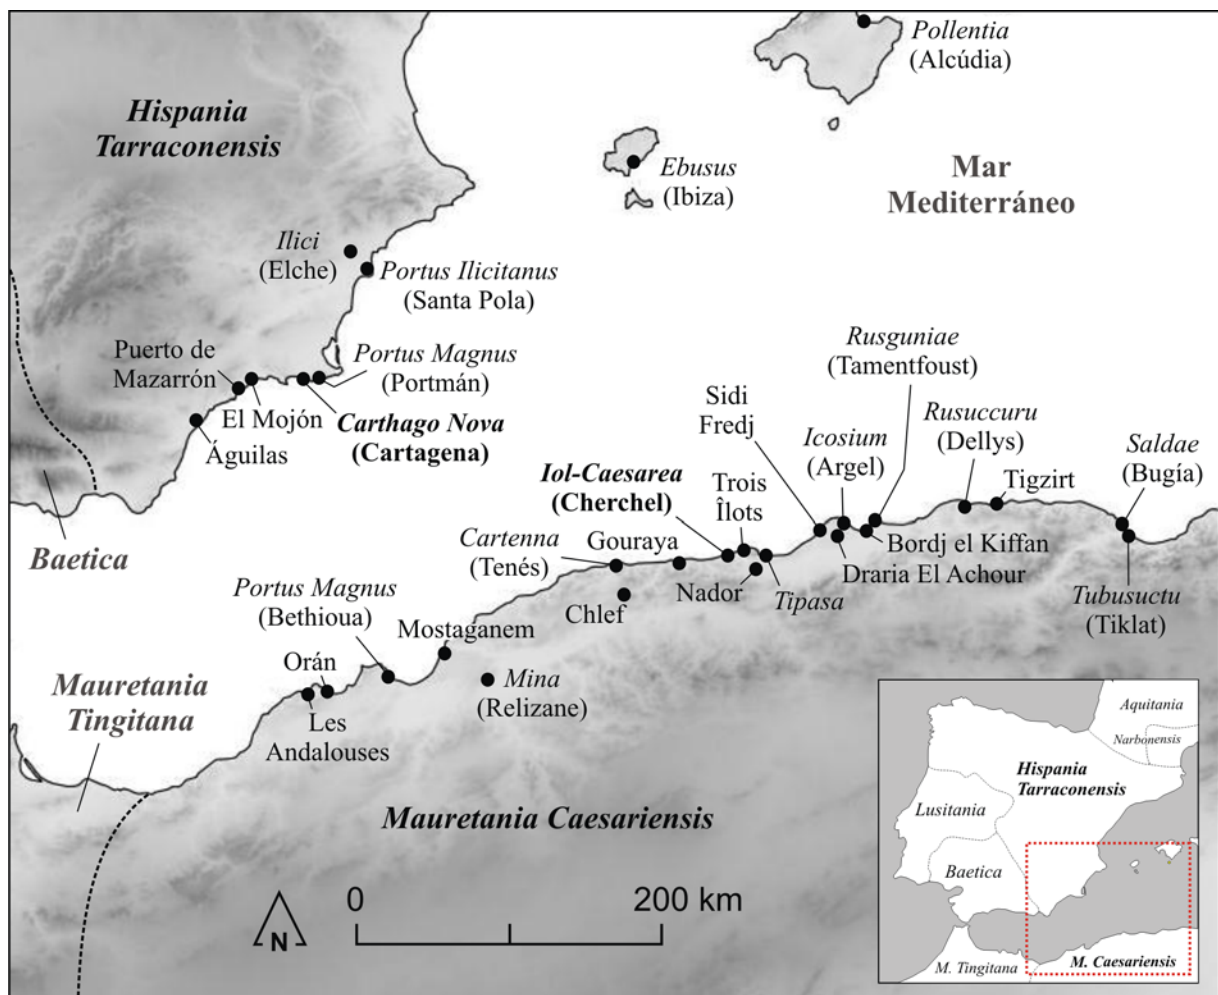 Pollentia
(Alcúdia)
Hispania
Tarraconensis
Ebusus
(Ibiza)
Mar
Mediterráneo
Ilici
(Elche)
Portus Ilicitanus
(Santa Pola)
Puerto de
Mazarrón
Portus Magnus
(Portmán)
El Mojón
Carthago Nova
(Cartagena)
Águilas
Rusguniae
(Tamentfoust)
Sidi
Fredj
Icosium
(Argel)
Rusuccuru
(Dellys)
Saldae
(Bugía)
Tigzirt
Iol-Caesarea
(Cherchel)
Trois
Îlots
Baetica
Cartenna
(Tenés)
Gouraya
Bordj el Kiffan
Draria El Achour
Nador
Tipasa
Tubusuctu
(Tiklat)
Chlef
Portus Magnus
(Bethioua)
Mostaganem
Orán
Mina
(Relizane)
Les
Andalouses
Mauretania
Tingitana
Mauretania Caesariensis
0
200 km
N
Aquitania
Narbonensis
Hispania
Tarraconensis
Lusitania
Baetica
M. Tingitana
M. Caesariensis